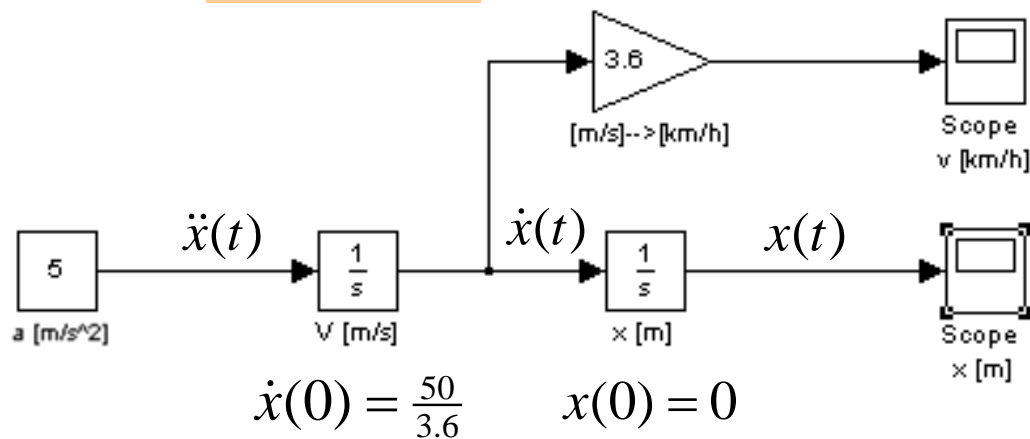 3.6
[m/s]-->[km/h]
Scope
v [km/h]
ẍ(t)
ẋ(t)
x(t)
5
1/s
1/s
a [m/s^2]
V [m/s]
x [m]
Scope
x [m]
ẋ(0) = 50/3.6
x(0) = 0